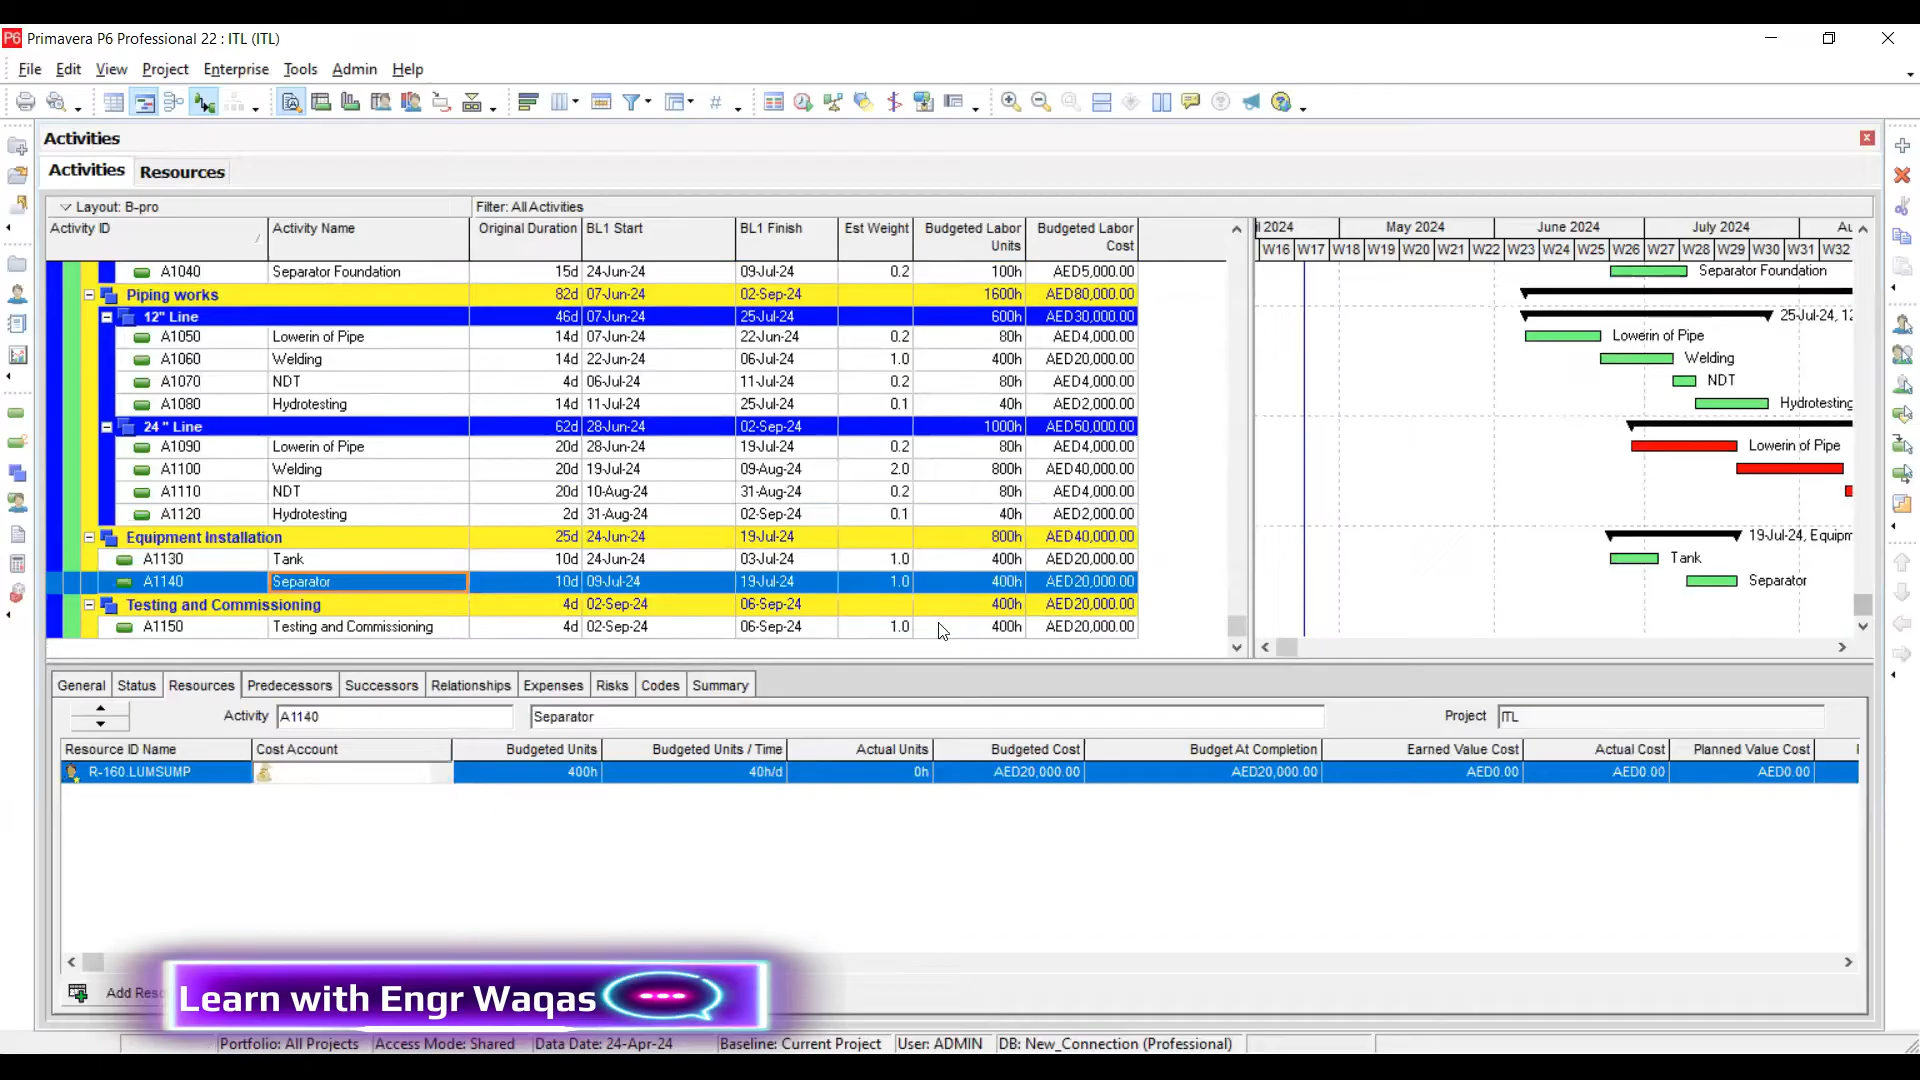 P6 Primavera P6 Professional 22 : ITL (ITL)
File Edit View Project Enterprise Tools Admin Help
Activities
Activities Resources
Layout: B-pro Filter: All Activities
Activity ID Activity Name Original Duration BL1 Start BL1 Finish Est Weight Budgeted Labor Units Budgeted Labor Cost
2024 May 2024 June 2024 July 2024
W16 W17 W18 W19 W20 W21 W22 W23 W24 W25 W26 W27 W28 W29 W30 W31 W32
A1040 Separator Foundation 15d 24-Jun-24 09-Jul-24 0.2 100h AED5,000.00 Separator Foundation
Piping works 82d 07-Jun-24 02-Sep-24 1600h AED80,000.00
12" Line 46d 07-Jun-24 25-Jul-24 600h AED30,000.00 25-Jul-24, 12
A1050 Lowerin of Pipe 14d 07-Jun-24 22-Jun-24 0.2 80h AED4,000.00 Lowerin of Pipe
A1060 Welding 14d 22-Jun-24 06-Jul-24 1.0 400h AED20,000.00 Welding
A1070 NDT 4d 06-Jul-24 11-Jul-24 0.2 80h AED4,000.00 NDT
A1080 Hydrotesting 14d 11-Jul-24 25-Jul-24 0.1 40h AED2,000.00 Hydrotesting
24 " Line 62d 28-Jun-24 02-Sep-24 1000h AED50,000.00
A1090 Lowerin of Pipe 20d 28-Jun-24 19-Jul-24 0.2 80h AED4,000.00 Lowerin of Pipe
A1100 Welding 20d 19-Jul-24 09-Aug-24 2.0 800h AED40,000.00
A1110 NDT 20d 10-Aug-24 31-Aug-24 0.2 80h AED4,000.00
A1120 Hydrotesting 2d 31-Aug-24 02-Sep-24 0.1 40h AED2,000.00
Equipment Installation 25d 24-Jun-24 19-Jul-24 800h AED40,000.00 19-Jul-24, Equipm
A1130 Tank 10d 24-Jun-24 03-Jul-24 1.0 400h AED20,000.00 Tank
A1140 Separator 10d 09-Jul-24 19-Jul-24 1.0 400h AED20,000.00 Separator
Testing and Commissioning 4d 02-Sep-24 06-Sep-24 400h AED20,000.00
A1150 Testing and Commissioning 4d 02-Sep-24 06-Sep-24 1.0 400h AED20,000.00
General Status Resources Predecessors Successors Relationships Expenses Risks Codes Summary
Activity A1140 Separator Project ITL
Resource ID Name Cost Account Budgeted Units Budgeted Units / Time Actual Units Budgeted Cost Budget At Completion Earned Value Cost Actual Cost Planned Value Cost
R-160.LUMSUMP 400h 40h/d 0h AED20,000.00 AED20,000.00 AED0.00 AED0.00 AED0.00
Add Reso
Learn with Engr Waqas
Portfolio: All Projects Access Mode: Shared Data Date: 24-Apr-24 Baseline: Current Project User: ADMIN DB: New_Connection (Professional)